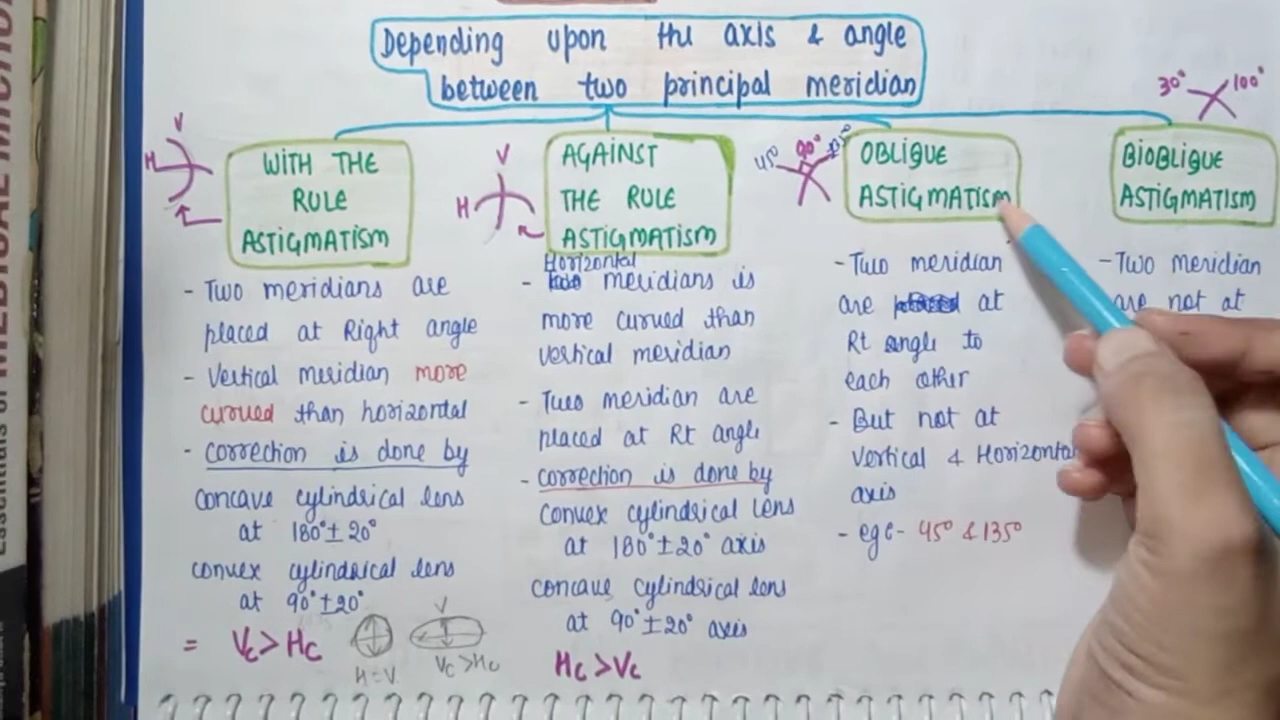 Depending upon the axis & angle
between two principal meridian
V
H
WITH THE
RULE
ASTIGMATISM
- Two meridians are
placed at Right angle
- Vertical meridian more
curved than horizontal
- correction is done by
concave cylindrical lens
at 180°± 20°
convex cylindrical lens
at 90°± 20°
= Vc > Hc
H = V
V
Vc > Hc
V
H
AGAINST
THE RULE
ASTIGMATISM
Horizontal
- meridians is
more curved than
vertical meridian
- Two meridian are
placed at Rt angle
- correction is done by
convex cylindrical lens
at 180°± 20° axis
concave cylindrical lens
at 90°± 20° axis
Hc > Vc
45° 90° 135°
OBLIQUE
ASTIGMATISM
- Two meridian
are at
Rt angle to
each other
- But not at
vertical & Horizontal
axis
- eg:- 45° & 135°
30° 100°
BIOBLIQUE
ASTIGMATISM
- Two meridian
are not at